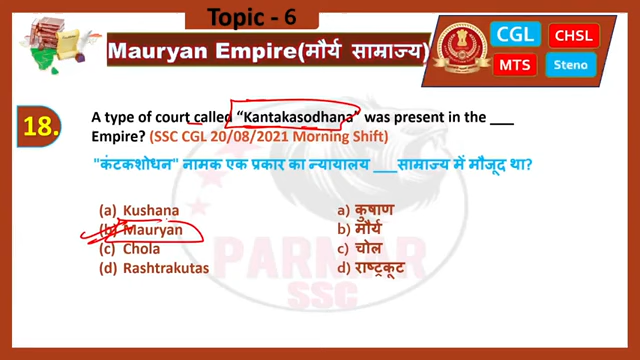 Topic - 6
Mauryan Empire(मौर्य साम्राज्य)
CGL
CHSL
MTS
Steno
18.
A type of court called “Kantakasodhana” was present in the ___
Empire? (SSC CGL 20/08/2021 Morning Shift)
"कंटकशोधन" नामक एक प्रकार का न्यायालय ___साम्राज्य में मौजूद था?
(a) Kushana
(b) Mauryan
(c) Chola
(d) Rashtrakutas
a) कुषाण
b) मौर्य
c) चोल
d) राष्ट्रकूट
PARMAR
SSC